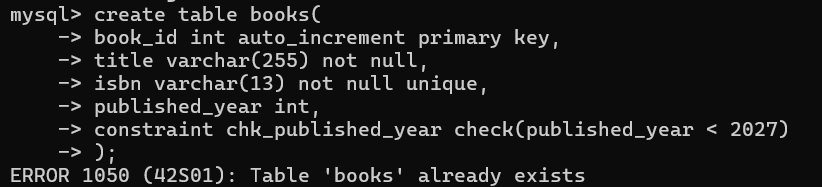 mysql> create table books(
    -> book_id int auto_increment primary key,
    -> title varchar(255) not null,
    -> isbn varchar(13) not null unique,
    -> published_year int,
    -> constraint chk_published_year check(published_year < 2027)
    -> );
ERROR 1050 (42S01): Table 'books' already exists